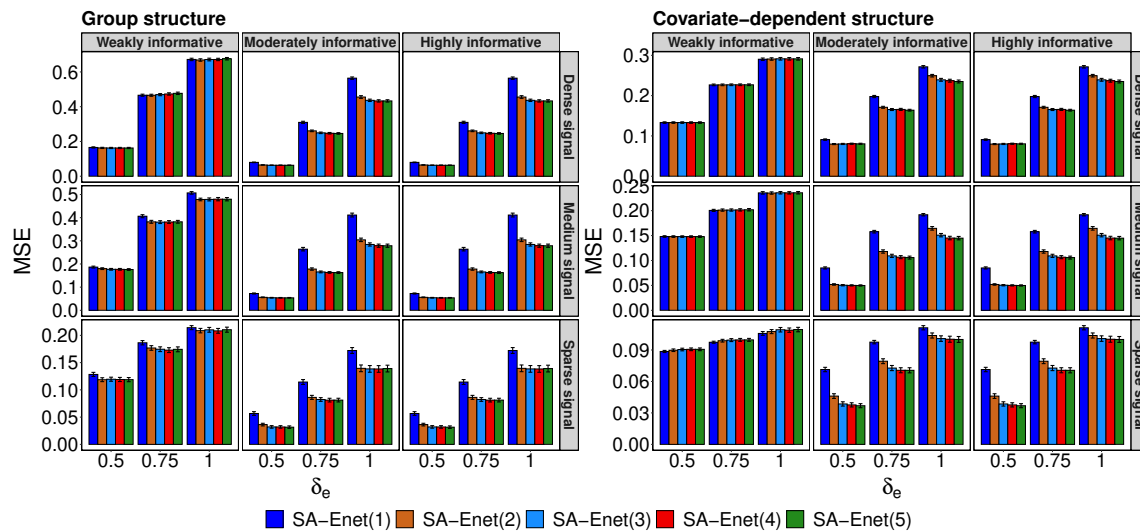 Group structure
Weakly informative
Moderately informative
Highly informative
Dense signal
Medium signal
Sparse signal
MSE
0.6
0.4
0.2
0.0
0.5
0.4
0.3
0.2
0.1
0.0
0.20
0.15
0.10
0.05
0.00
0.5 0.75 1
0.5 0.75 1
0.5 0.75 1
δe
Covariate−dependent structure
Weakly informative
Moderately informative
Highly informative
Dense signal
Medium signal
Sparse signal
MSE
0.3
0.2
0.1
0.0
0.25
0.20
0.15
0.10
0.05
0.00
0.09
0.06
0.03
0.00
0.5 0.75 1
0.5 0.75 1
0.5 0.75 1
δe
SA−Enet(1) SA−Enet(2) SA−Enet(3) SA−Enet(4) SA−Enet(5)